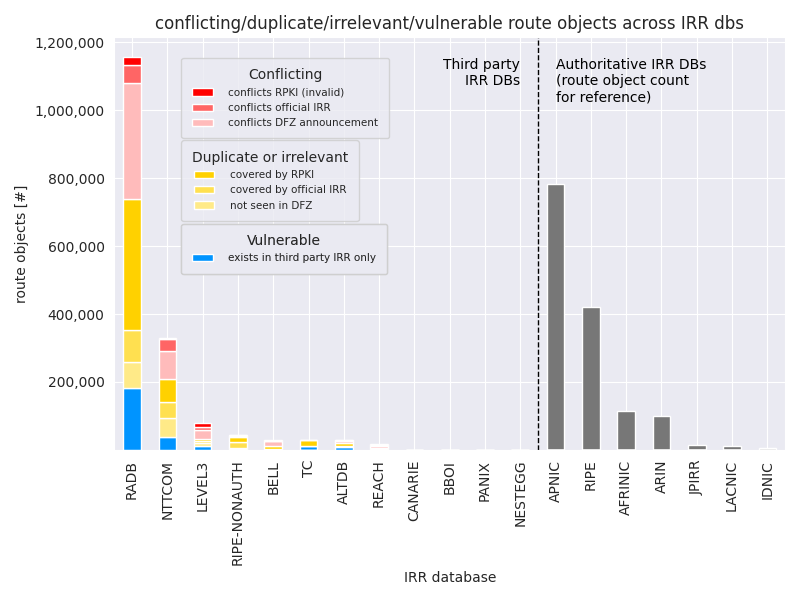 conflicting/duplicate/irrelevant/vulnerable route objects across IRR dbs
route objects [#]
1,200,000
1,000,000
800,000
600,000
400,000
200,000
Conflicting
conflicts RPKI (invalid)
conflicts official IRR
conflicts DFZ announcement
Duplicate or irrelevant
covered by RPKI
covered by official IRR
not seen in DFZ
Vulnerable
exists in third party IRR only
Third party
IRR DBs
Authoritative IRR DBs
(route object count
for reference)
RADB
NTTCOM
LEVEL3
RIPE-NONAUTH
BELL
TC
ALTDB
REACH
CANARIE
BBOI
PANIX
NESTEGG
APNIC
RIPE
AFRINIC
ARIN
JPIRR
LACNIC
IDNIC
IRR database